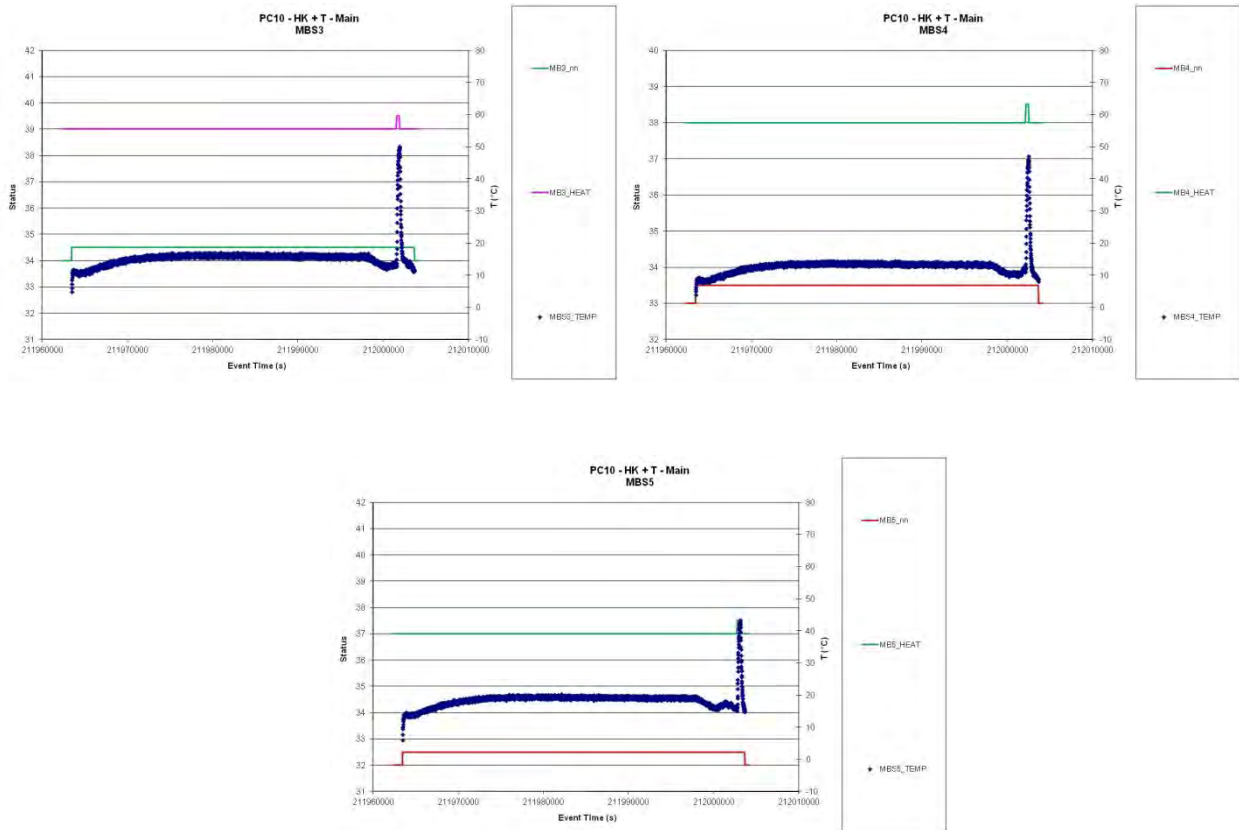 PC10 - HK + T - Main
MBS3
42
41
40
39
38
37
36
35
34
33
32
31
Status
80
70
60
50
40
30
20
10
0
-10
T (°C)
211960000 211970000 211980000 211990000 212000000 212010000
Event Time (s)
MB3_nn
MB3_HEAT
MBS3_TEMP
PC10 - HK + T - Main
MBS4
40
39
38
37
36
35
34
33
32
Status
80
70
60
50
40
30
20
10
0
-10
T (°C)
211960000 211970000 211980000 211990000 212000000 212010000
Event Time (s)
MB4_nn
MB4_HEAT
MBS4_TEMP
PC10 - HK + T - Main
MBS5
42
41
40
39
38
37
36
35
34
33
32
31
Status
80
70
60
50
40
30
20
10
0
-10
T (°C)
211960000 211970000 211980000 211990000 212000000 212010000
Event Time (s)
MB5_nn
MB5_HEAT
MBS5_TEMP